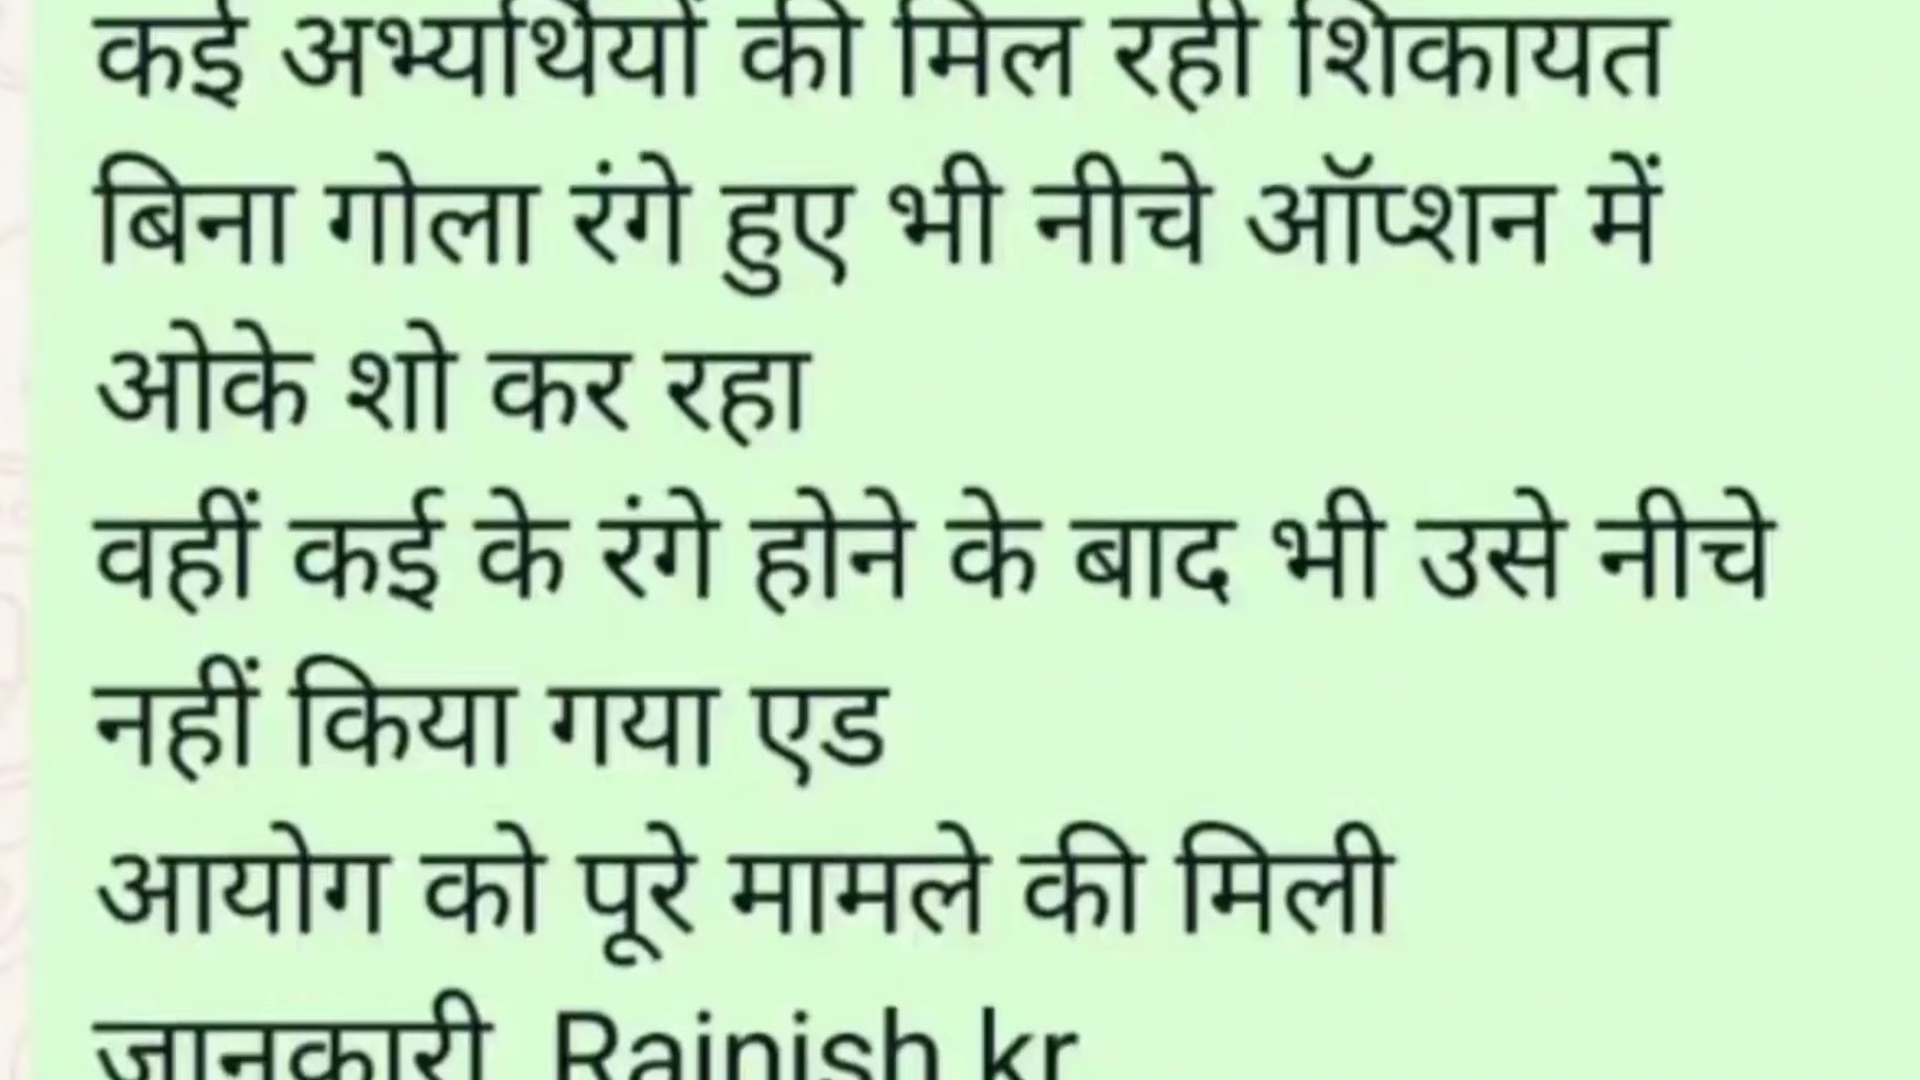 कई अभ्यर्थियों की मिल रही शिकायत
बिना गोला रंगे हुए भी नीचे ऑप्शन में
ओके शो कर रहा
वहीं कई के रंगे होने के बाद भी उसे नीचे
नहीं किया गया एड
आयोग को पूरे मामले की मिली
जानकारी Rajnish kr